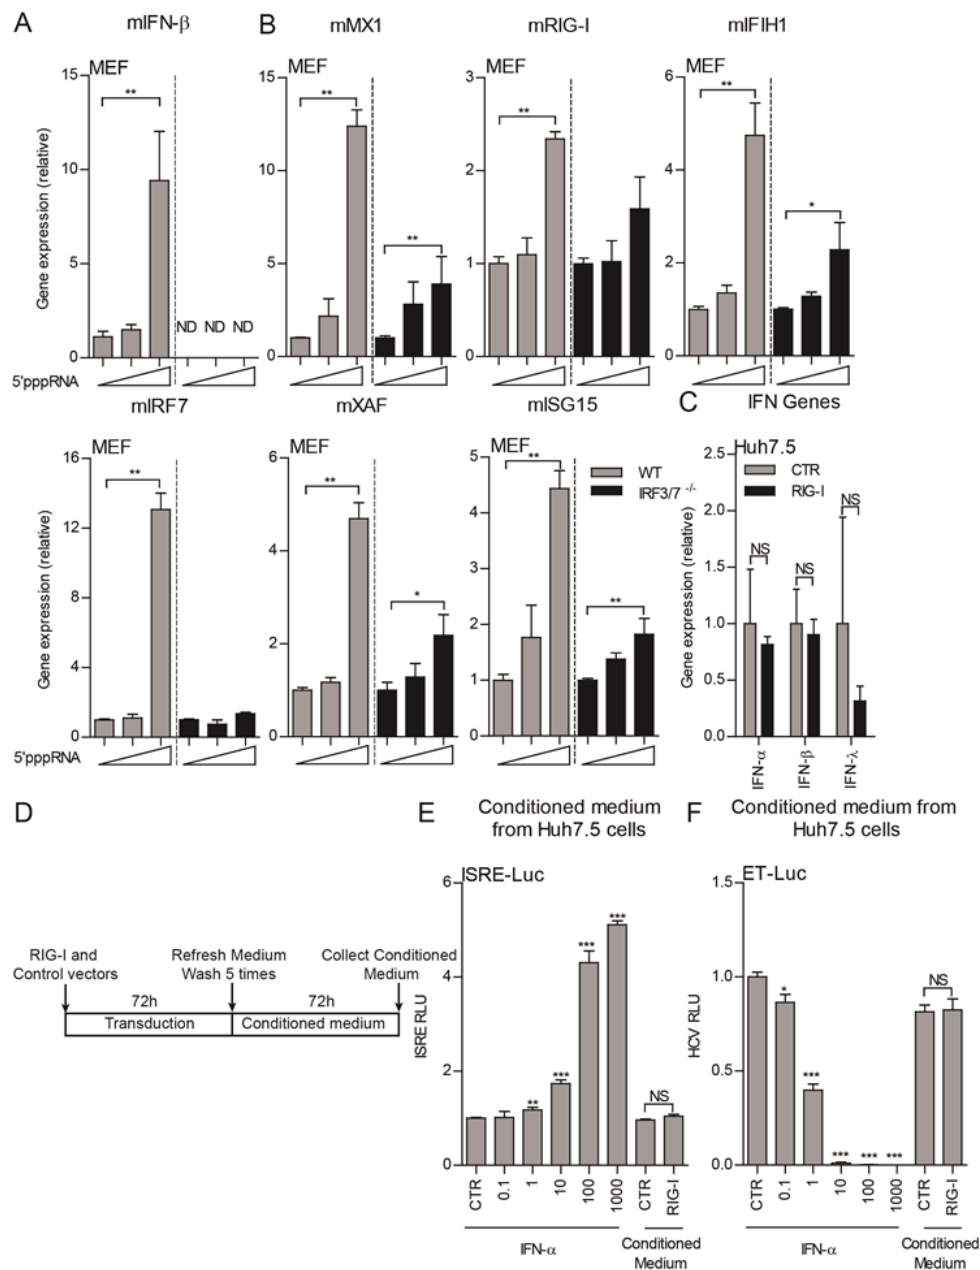 A
mIFN-β
B
mMX1
mRIG-I
mIFIH1
MEF
MEF
MEF
MEF
15
10
5
0
Gene expression (relative)
**
ND ND ND
15
10
5
0
**
**
3
2
1
0
**
6
4
2
0
**
*
5'pppRNA
mIRF7
mXAF
mISG15
C
IFN Genes
MEF
MEF
MEF
Huh7.5
16
12
8
4
0
Gene expression (relative)
**
6
4
2
0
**
*
5
4
3
2
1
0
**
**
WT
IRF3/7 -/-
2.5
2.0
1.5
1.0
0.5
0.0
Gene expression (relative)
CTR
RIG-I
NS
NS
NS
IFN-α
IFN-β
IFN-λ
5'pppRNA
D
RIG-I and
Control vectors
Refresh Medium
Wash 5 times
Collect Conditioned
Medium
72h
72h
Transduction
Conditioned medium
E
Conditioned medium
from Huh7.5 cells
ISRE-Luc
6
4
2
0
ISRE RLU
**
***
***
***
NS
CTR
0.1
1
10
100
1000
CTR
RIG-I
IFN-α
Conditioned
Medium
F
Conditioned medium from
Huh7.5 cells
ET-Luc
1.5
1.0
0.5
0.0
HCV RLU
*
***
***
***
***
NS
CTR
0.1
1
10
100
1000
CTR
RIG-I
IFN-α
Conditioned
Medium